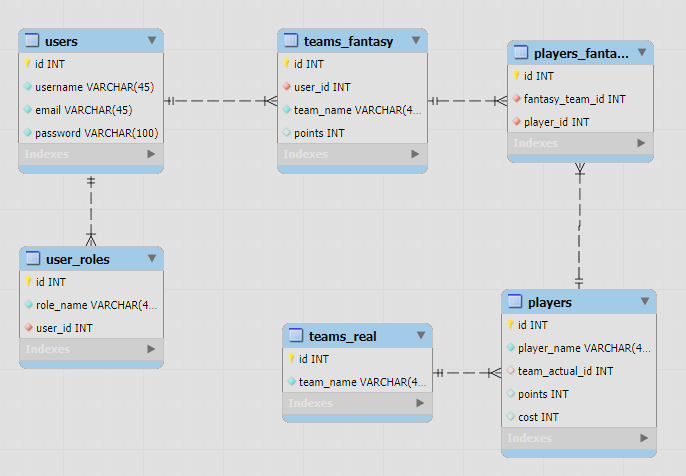 users
id INT
username VARCHAR(45)
email VARCHAR(45)
password VARCHAR(100)
Indexes
teams_fantasy
id INT
user_id INT
team_name VARCHAR(4...
points INT
Indexes
players_fanta...
id INT
fantasy_team_id INT
player_id INT
Indexes
user_roles
id INT
role_name VARCHAR(4...
user_id INT
Indexes
teams_real
id INT
team_name VARCHAR(4...
Indexes
players
id INT
player_name VARCHAR(4...
team_actual_id INT
points INT
cost INT
Indexes